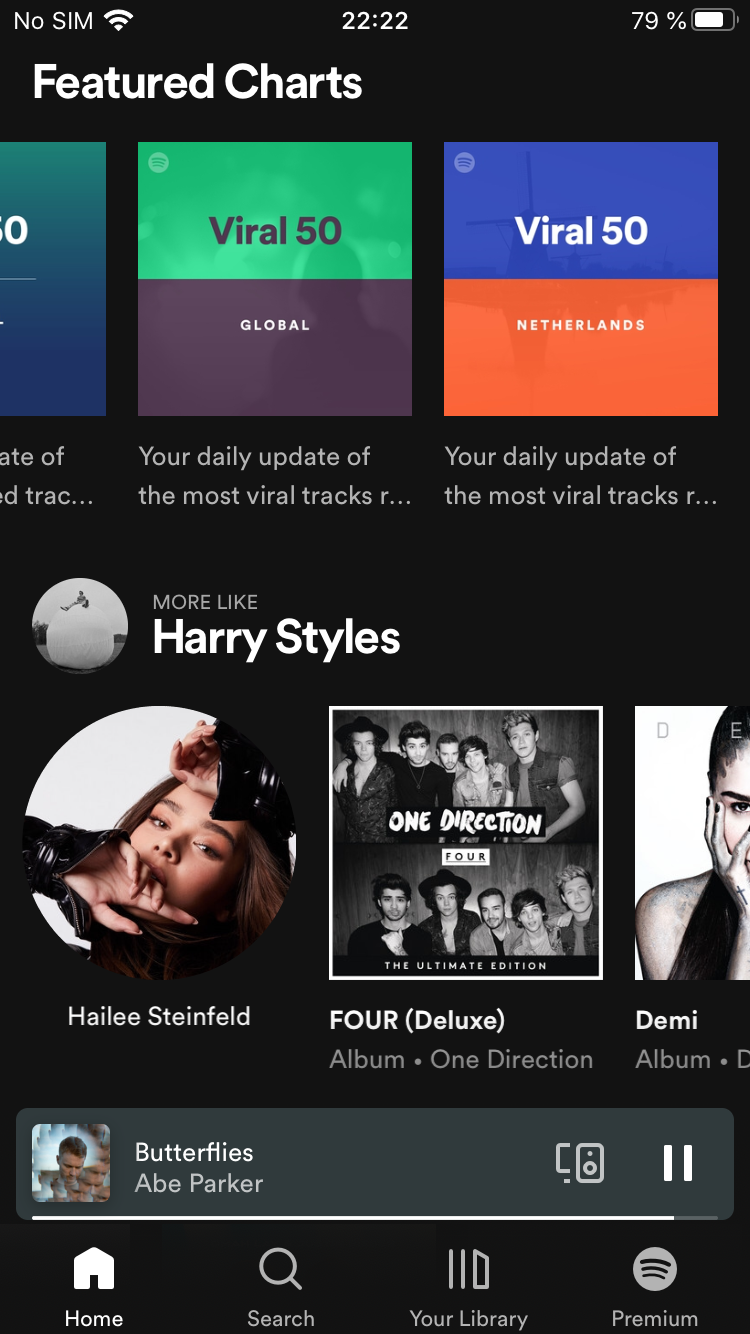 No SIM 22:22 79 %
Featured Charts
50
Viral 50
GLOBAL
Viral 50
NETHERLANDS
ate of
ed trac...
Your daily update of
the most viral tracks r...
Your daily update of
the most viral tracks r...
MORE LIKE
Harry Styles
ONE DIRECTION
FOUR
THE ULTIMATE EDITION
D E
Hailee Steinfeld
FOUR (Deluxe)
Album • One Direction
Demi
Album • D
Butterflies
Abe Parker
Home
Search
Your Library
Premium